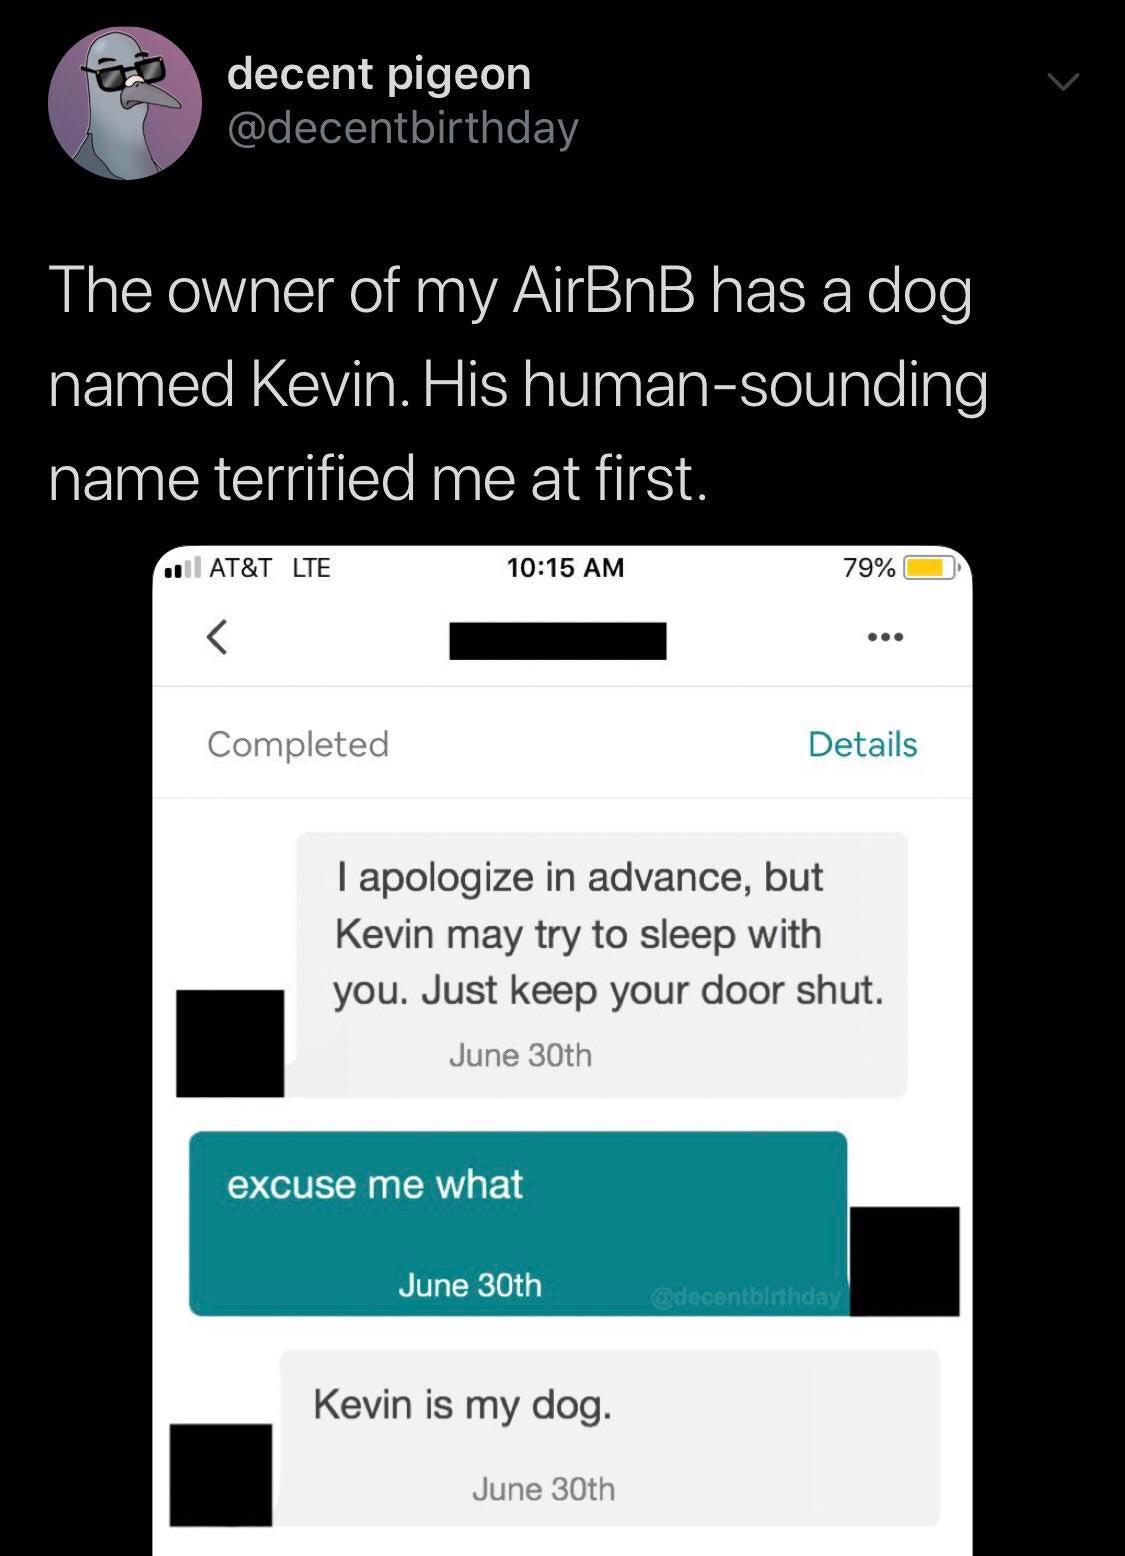 decent pigeon
@decentbirthday
The owner of my AirBnB has a dog
named Kevin. His human-sounding
name terrified me at first.
AT&T LTE
10:15 AM
79%
Completed
Details
I apologize in advance, but
Kevin may try to sleep with
you. Just keep your door shut.
June 30th
excuse me what
June 30th
@decentbirthday
Kevin is my dog.
June 30th